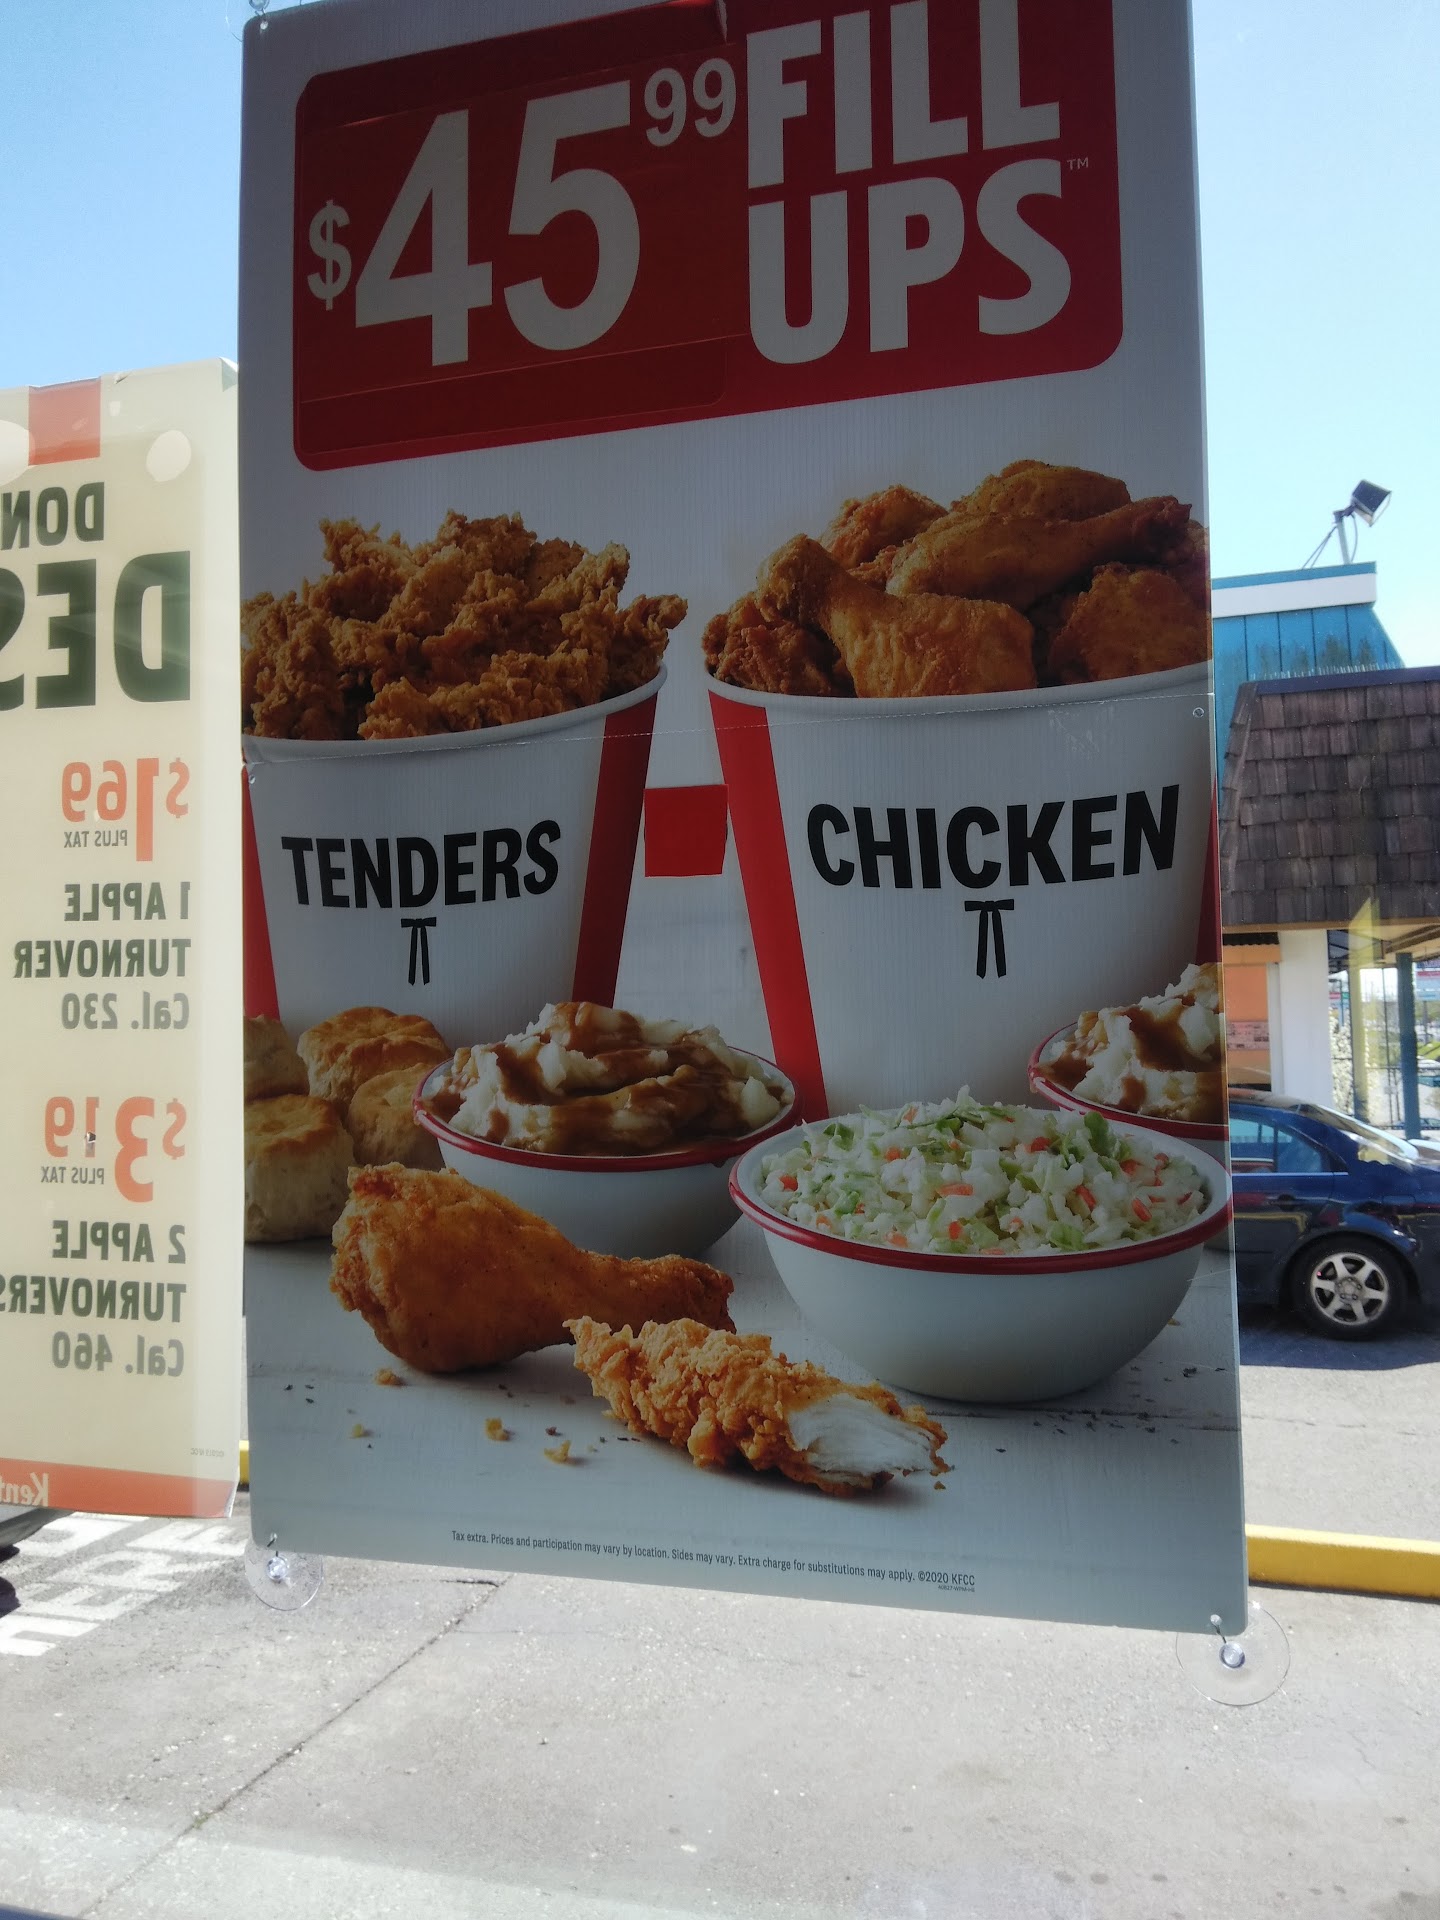 $45.99 FILL
UPS™
TENDERS
CHICKEN
Tax extra. Prices and participation may vary by location. Sides may vary. Extra charge for substitutions may apply. ©2020 KFCC
DON
DES
$1.69
PLUS TAX
1 APPLE
TURNOVER
Cal. 230
$3.19
PLUS TAX
2 APPLE
TURNOVERS
Cal. 460
Kent
HERE